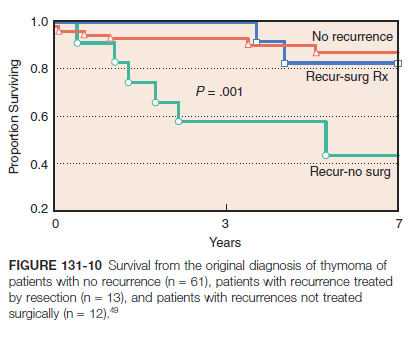 Proportion Surviving
1.0
0.8
0.6
0.4
0.2
No recurrence
Recur-surg Rx
P = .001
Recur-no surg
0
3
7
Years
FIGURE 131-10 Survival from the original diagnosis of thymoma of
patients with no recurrence (n = 61), patients with recurrence treated
by resection (n = 13), and patients with recurrences not treated
surgically (n = 12).⁴⁹